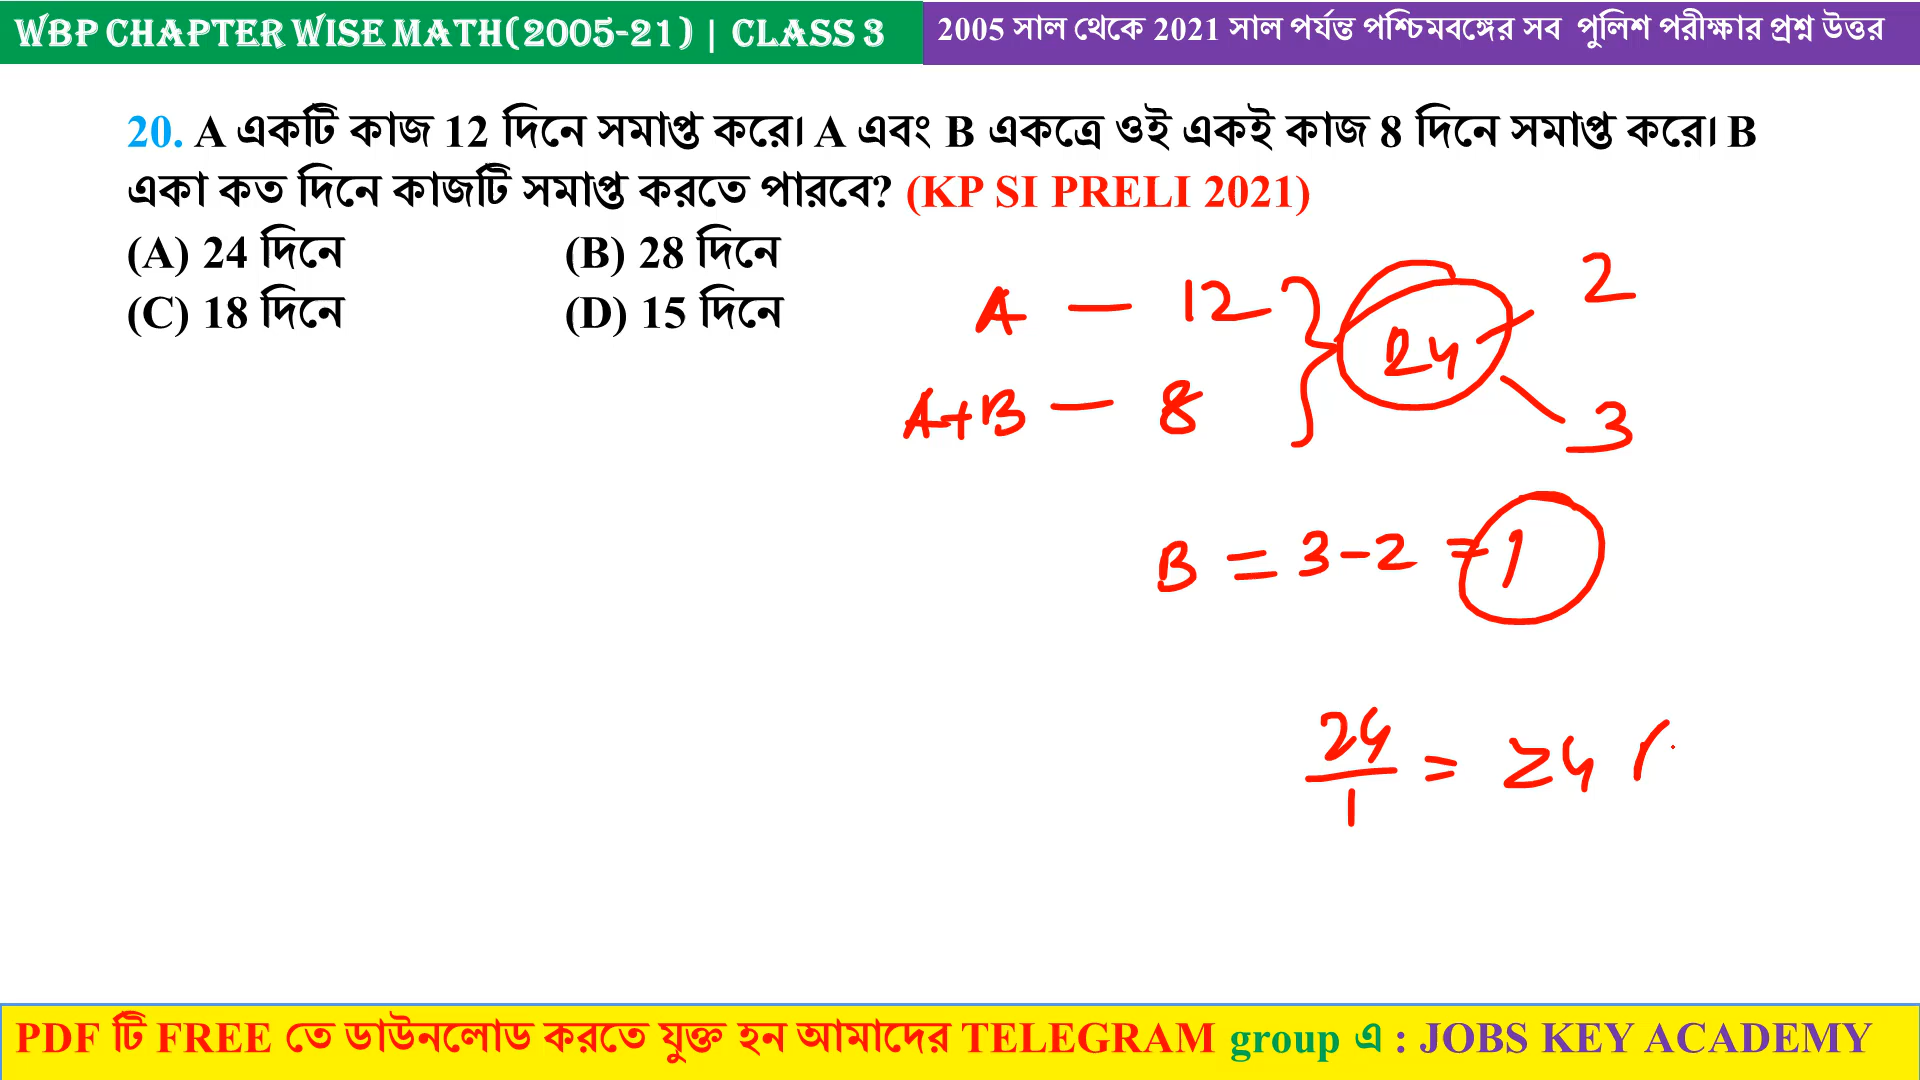 WBP CHAPTER WISE MATH(2005-21) | CLASS 3
2005 সাল থেকে 2021 সাল পর্যন্ত পশ্চিমবঙ্গের সব পুলিশ পরীক্ষার প্রশ্ন উত্তর
20. A একটি কাজ 12 দিনে সমাপ্ত করে। A এবং B একত্রে ওই একই কাজ 8 দিনে সমাপ্ত করে। B
একা কত দিনে কাজটি সমাপ্ত করতে পারবে? (KP SI PRELI 2021)
(A) 24 দিনে (B) 28 দিনে
(C) 18 দিনে (D) 15 দিনে
A — 12
A+B — 8
24
2
3
B = 3-2 = 1
24/1 = 24 (
PDF টি FREE তে ডাউনলোড করতে যুক্ত হন আমাদের TELEGRAM group এ : JOBS KEY ACADEMY